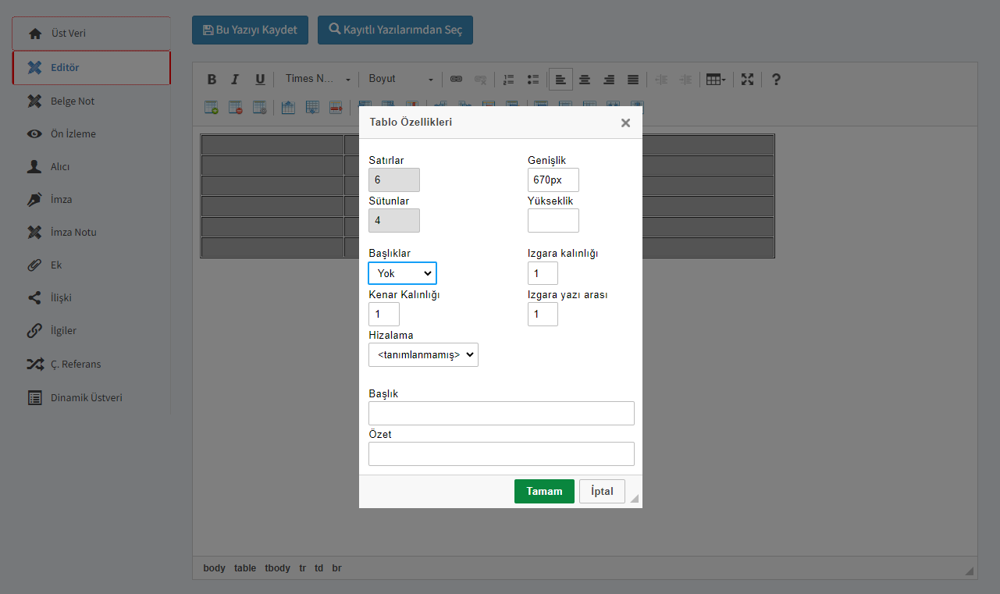 Üst Veri
Editör
Belge Not
Ön İzleme
Alıcı
İmza
İmza Notu
Ek
İlişki
İlgiler
Ç. Referans
Dinamik Üstveri
Bu Yazıyı Kaydet
Kayıtlı Yazılarımdan Seç
B I U Times N... Boyut ?
Tablo Özellikleri
Satırlar
6
Genişlik
670px
Sütunlar
4
Yükseklik
Başlıklar
Yok
Izgara kalınlığı
1
Kenar Kalınlığı
1
Izgara yazı arası
1
Hizalama
<tanımlanmamış>
Başlık
Özet
Tamam
İptal
body table tbody tr td br